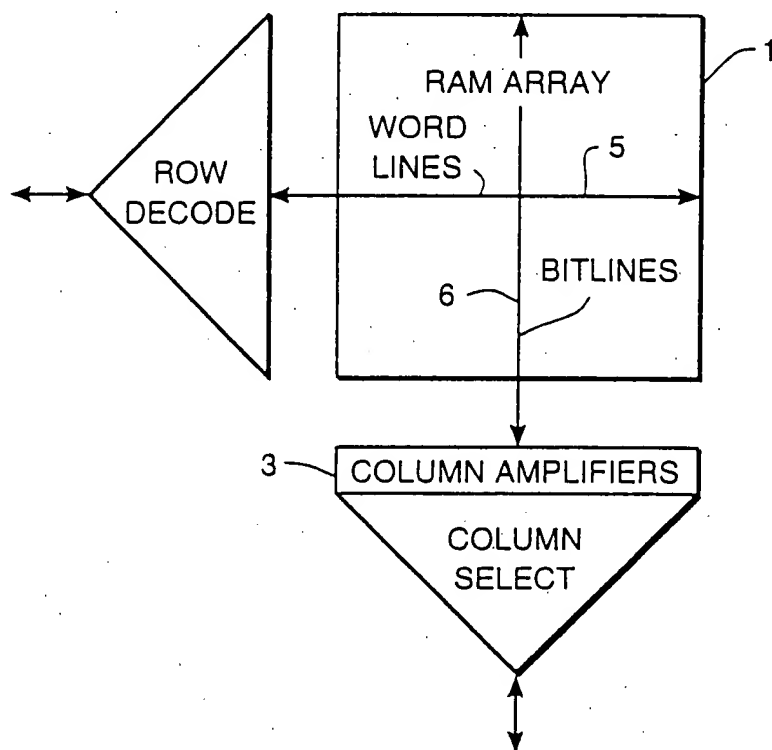 1
RAM ARRAY
WORD
LINES
5
ROW
DECODE
6
BITLINES
3
COLUMN AMPLIFIERS
COLUMN
SELECT